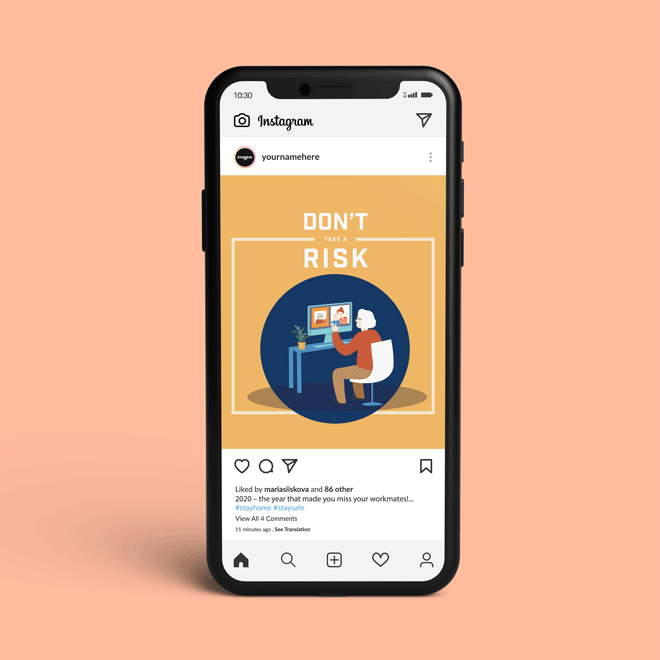 10:30
Instagram
imagine
yournamehere
DON'T
TAKE A
RISK
Liked by mariasiiskova and 86 other
2020 – the year that made you miss your workmates!...
#stayhome #staysafe
View All 4 Comments
11 minutes ago . See Translation